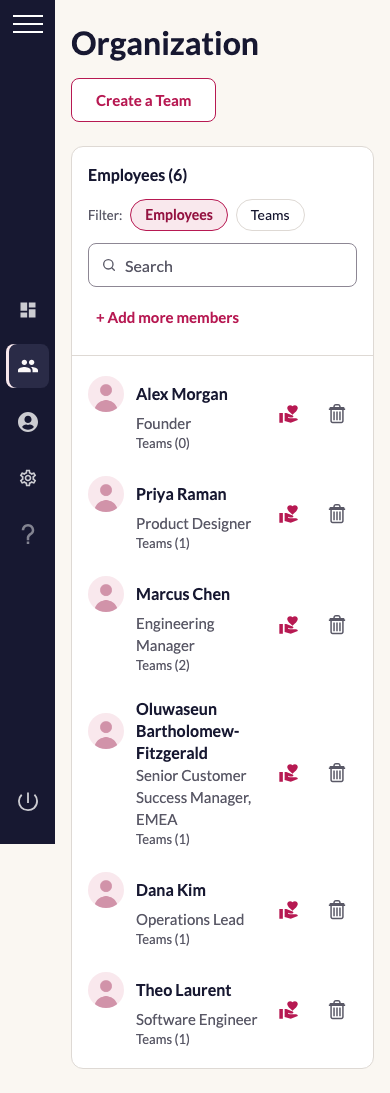 Organization
Create a Team
Employees (6)
Filter: Employees Teams
Search
+ Add more members
Alex Morgan
Founder
Teams (0)
Priya Raman
Product Designer
Teams (1)
Marcus Chen
Engineering
Manager
Teams (2)
Oluwaseun
Bartholomew-
Fitzgerald
Senior Customer
Success Manager,
EMEA
Teams (1)
Dana Kim
Operations Lead
Teams (1)
Theo Laurent
Software Engineer
Teams (1)